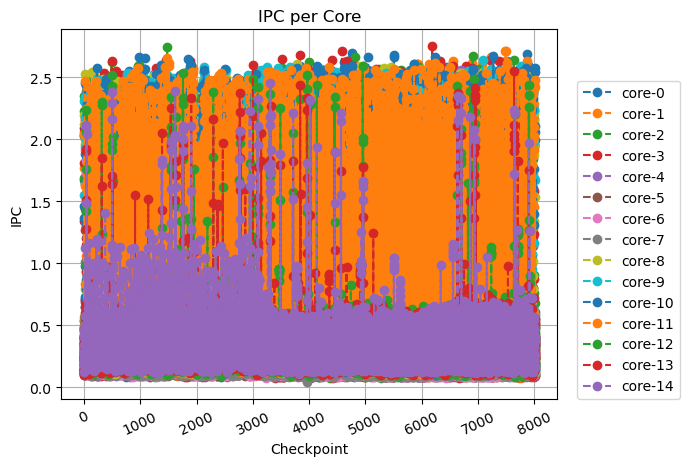 IPC per Core
IPC
2.5
2.0
1.5
1.0
0.5
0.0
0
1000
2000
3000
4000
5000
6000
7000
8000
Checkpoint
core-0
core-1
core-2
core-3
core-4
core-5
core-6
core-7
core-8
core-9
core-10
core-11
core-12
core-13
core-14